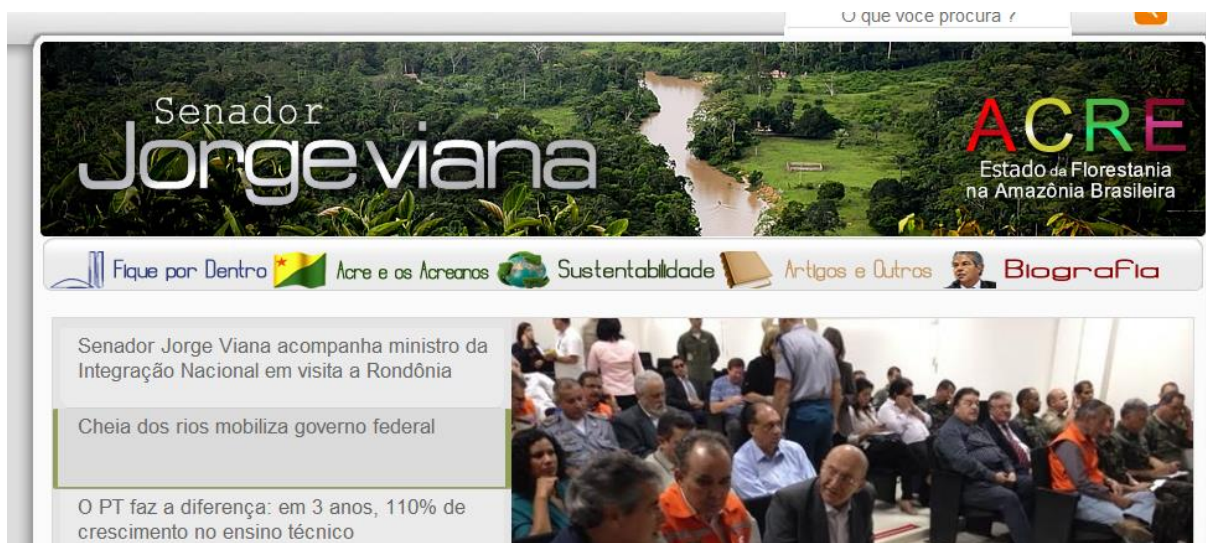 O que você procura ?
Senador
Jorgeviana
ACRE
Estado da Florestania
na Amazônia Brasileira
Fique por Dentro
Acre e os Acreanos
Sustentabilidade
Artigos e Outros
Biografia
Senador Jorge Viana acompanha ministro da
Integração Nacional em visita a Rondônia
Cheia dos rios mobiliza governo federal
O PT faz a diferença: em 3 anos, 110% de
crescimento no ensino técnico